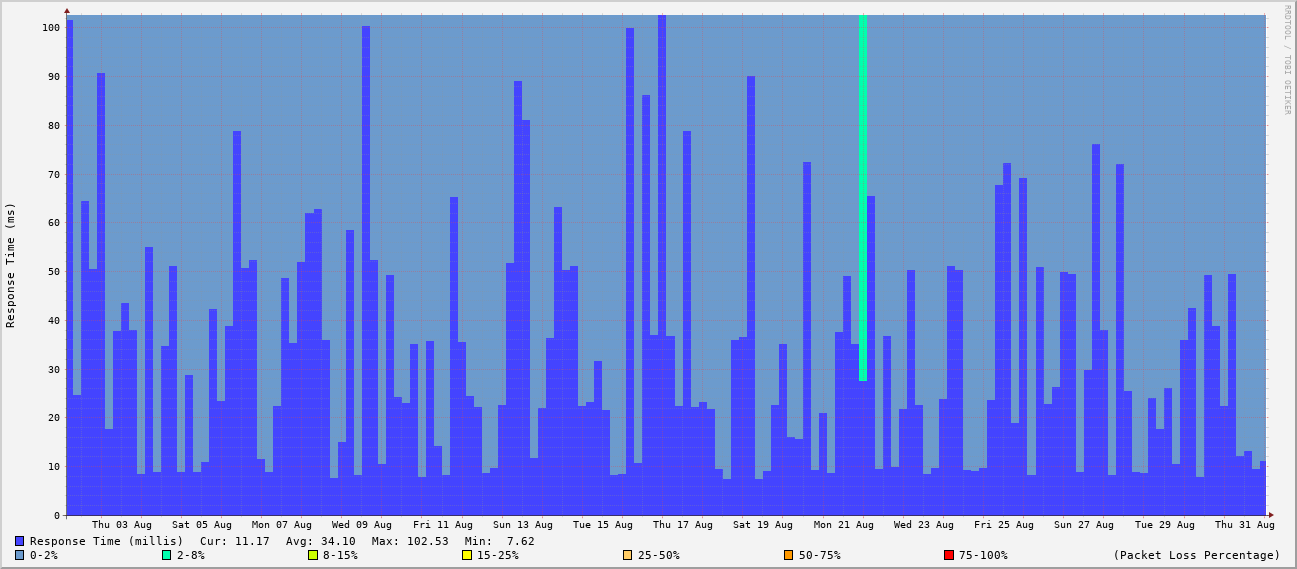 RRDTOOL / TOBI OETIKER
Response Time (ms)
100
90
80
70
60
50
40
30
20
10
0
Thu 03 Aug Sat 05 Aug Mon 07 Aug Wed 09 Aug Fri 11 Aug Sun 13 Aug Tue 15 Aug Thu 17 Aug Sat 19 Aug Mon 21 Aug Wed 23 Aug Fri 25 Aug Sun 27 Aug Tue 29 Aug Thu 31 Aug
Response Time (millis) Cur: 11.17 Avg: 34.10 Max: 102.53 Min: 7.62
0-2% 2-8% 8-15% 15-25% 25-50% 50-75% 75-100% (Packet Loss Percentage)